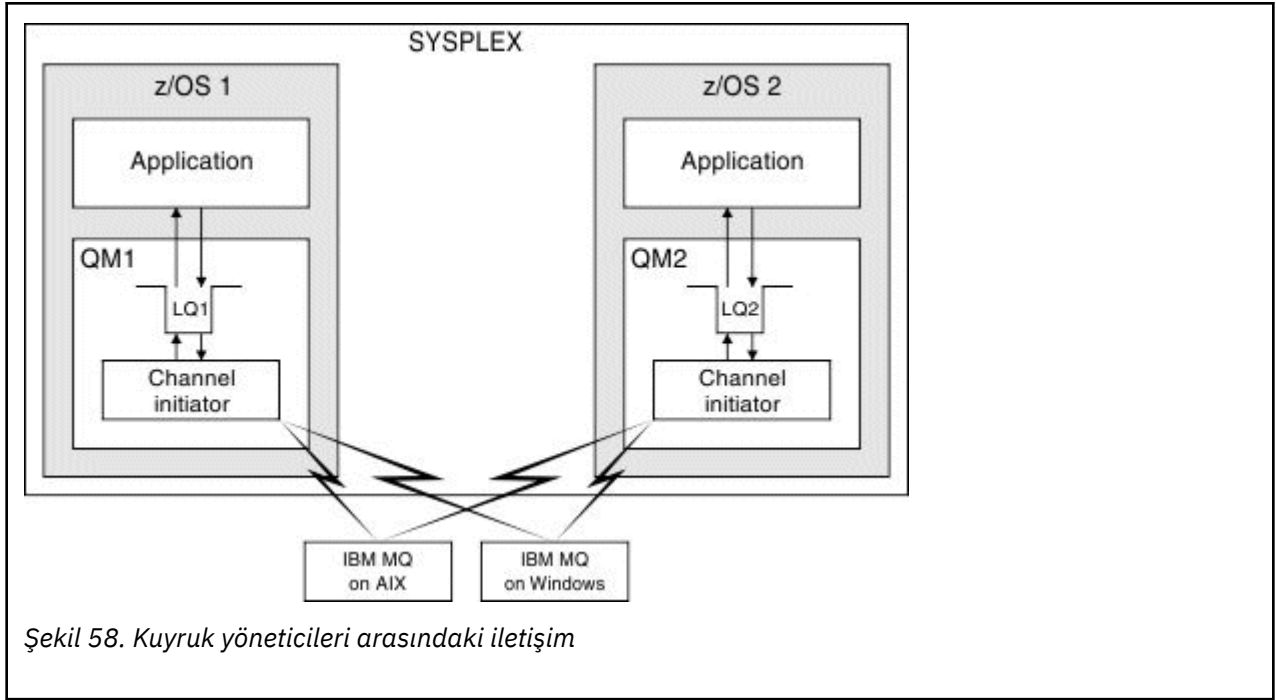 SYSPLEX
z/OS 1
Application
QM1
LQ1
Channel
initiator
z/OS 2
Application
QM2
LQ2
Channel
initiator
IBM MQ
on AIX
IBM MQ
on Windows
Şekil 58. Kuyruk yöneticileri arasındaki iletişim